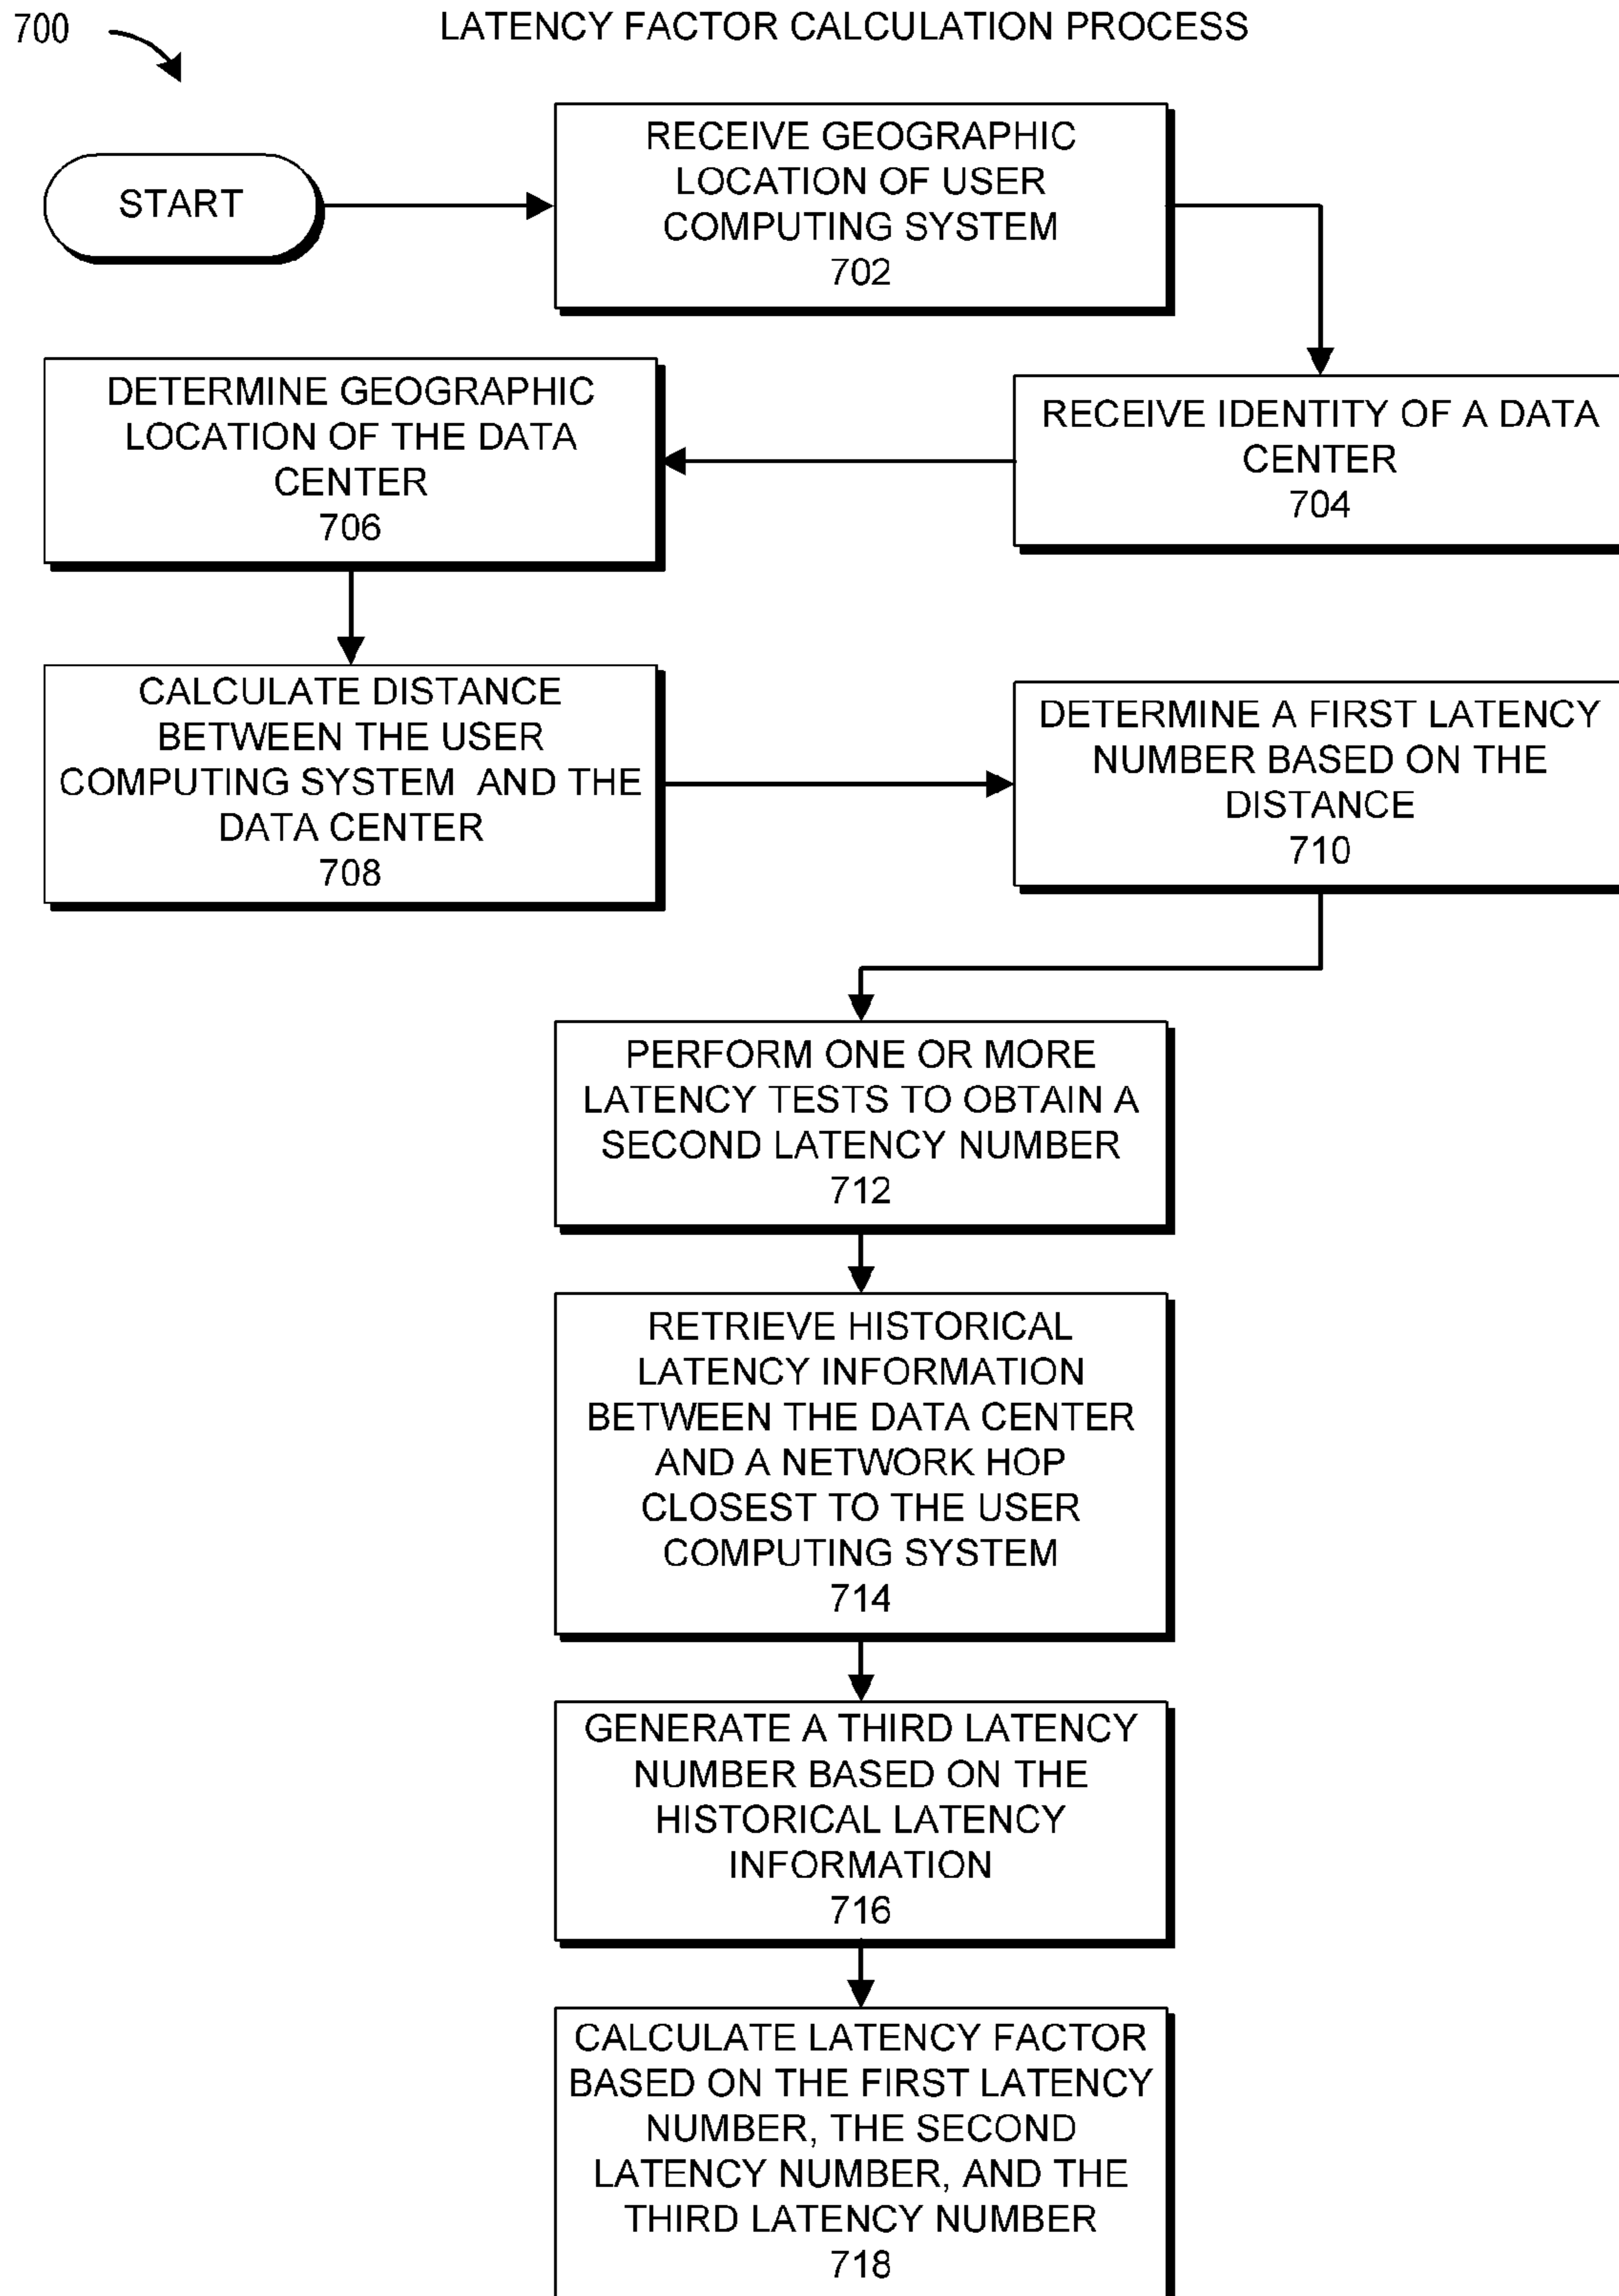 700
LATENCY FACTOR CALCULATION PROCESS
START
RECEIVE GEOGRAPHIC
LOCATION OF USER
COMPUTING SYSTEM
702
RECEIVE IDENTITY OF A DATA
CENTER
704
DETERMINE GEOGRAPHIC
LOCATION OF THE DATA
CENTER
706
CALCULATE DISTANCE
BETWEEN THE USER
COMPUTING SYSTEM AND THE
DATA CENTER
708
DETERMINE A FIRST LATENCY
NUMBER BASED ON THE
DISTANCE
710
PERFORM ONE OR MORE
LATENCY TESTS TO OBTAIN A
SECOND LATENCY NUMBER
712
RETRIEVE HISTORICAL
LATENCY INFORMATION
BETWEEN THE DATA CENTER
AND A NETWORK HOP
CLOSEST TO THE USER
COMPUTING SYSTEM
714
GENERATE A THIRD LATENCY
NUMBER BASED ON THE
HISTORICAL LATENCY
INFORMATION
716
CALCULATE LATENCY FACTOR
BASED ON THE FIRST LATENCY
NUMBER, THE SECOND
LATENCY NUMBER, AND THE
THIRD LATENCY NUMBER
718